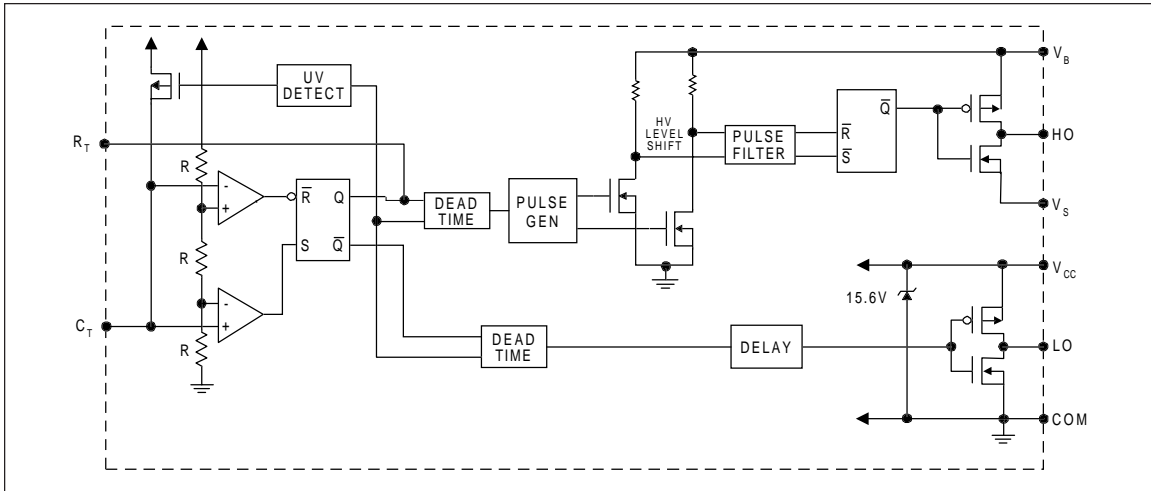 V_B
UV
DETECT
R_T
HV
LEVEL
SHIFT
PULSE
FILTER
R̅
S̅
Q̅
HO
R
-
+
R̅
Q
DEAD
TIME
PULSE
GEN
V_S
R
S
Q̅
V_CC
15.6V
-
+
C_T
R
DEAD
TIME
DELAY
LO
COM